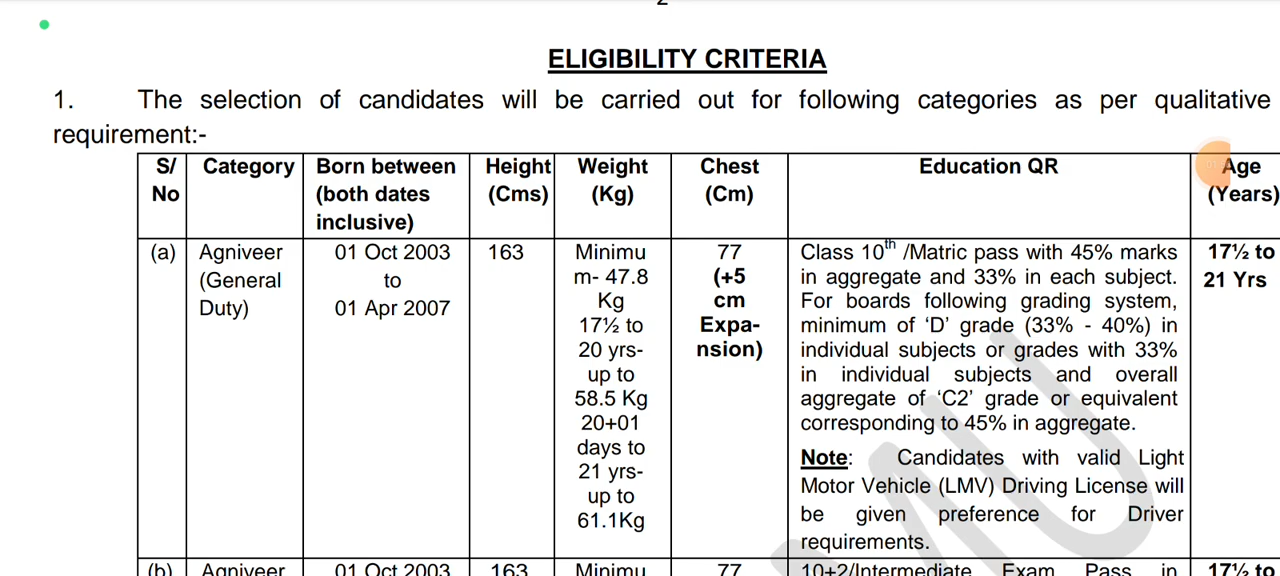 2
ELIGIBILITY CRITERIA
1. The selection of candidates will be carried out for following categories as per qualitative
requirement:-
S/ No
Category
Born between (both dates inclusive)
Height (Cms)
Weight (Kg)
Chest (Cm)
Education QR
Age (Years)
(a)
Agniveer
(General
Duty)
01 Oct 2003
to
01 Apr 2007
163
Minimu
m- 47.8
Kg
17½ to
20 yrs-
up to
58.5 Kg
20+01
days to
21 yrs-
up to
61.1Kg
77
(+5
cm
Expa-
nsion)
Class 10th /Matric pass with 45% marks
in aggregate and 33% in each subject.
For boards following grading system,
minimum of ‘D’ grade (33% - 40%) in
individual subjects or grades with 33%
in individual subjects and overall
aggregate of ‘C2’ grade or equivalent
corresponding to 45% in aggregate.
Note: Candidates with valid Light
Motor Vehicle (LMV) Driving License will
be given preference for Driver
requirements.
17½ to
21 Yrs
(b) Agniveer 01 Oct 2003 163 Minimu 77 10+2/Intermediate Exam Pass in 17½ to